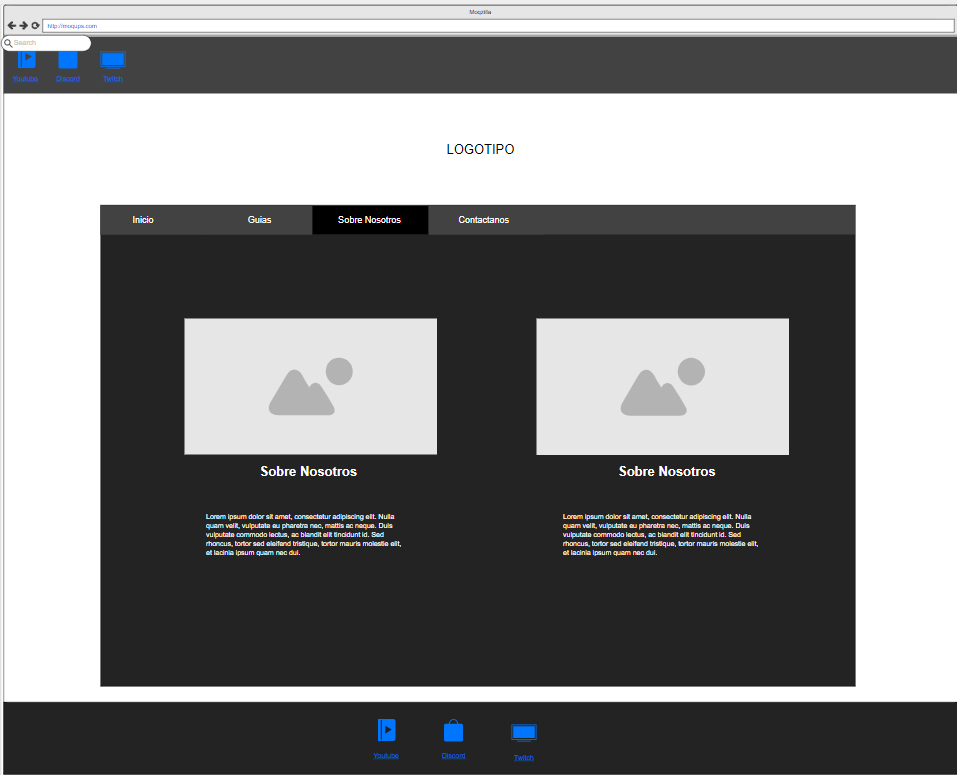 Moqzilla
http://moqups.com
Search
Youtube
Discord
Twitch
LOGOTIPO
Inicio
Guias
Sobre Nosotros
Contactanos
Sobre Nosotros
Lorem ipsum dolor sit amet, consectetur adipiscing elit. Nulla
quam velit, vulputate eu pharetra nec, mattis ac neque. Duis
vulputate commodo lectus, ac blandit elit tincidunt id. Sed
rhoncus, tortor sed eleifend tristique, tortor mauris molestie elit,
et lacinia ipsum quam nec dui.
Sobre Nosotros
Lorem ipsum dolor sit amet, consectetur adipiscing elit. Nulla
quam velit, vulputate eu pharetra nec, mattis ac neque. Duis
vulputate commodo lectus, ac blandit elit tincidunt id. Sed
rhoncus, tortor sed eleifend tristique, tortor mauris molestie elit,
et lacinia ipsum quam nec dui.
Youtube
Discord
Twitch